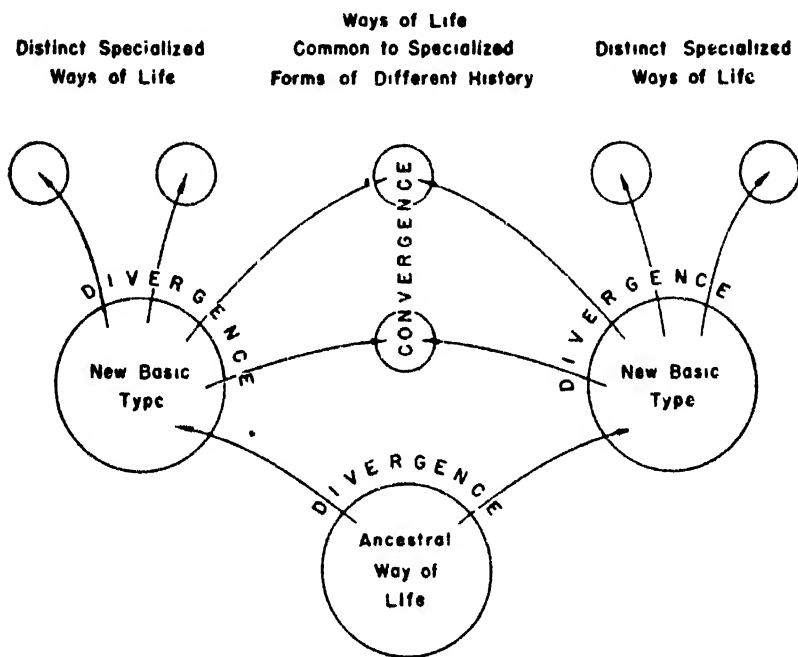 Distinct Specialized
Ways of Life
Ways of Life
Common to Specialized
Forms of Different History
Distinct Specialized
Ways of Life
DIVERGENCE
CONVERGENCE
DIVERGENCE
New Basic
Type
New Basic
Type
DIVERGENCE
Ancestral
Way of
Life